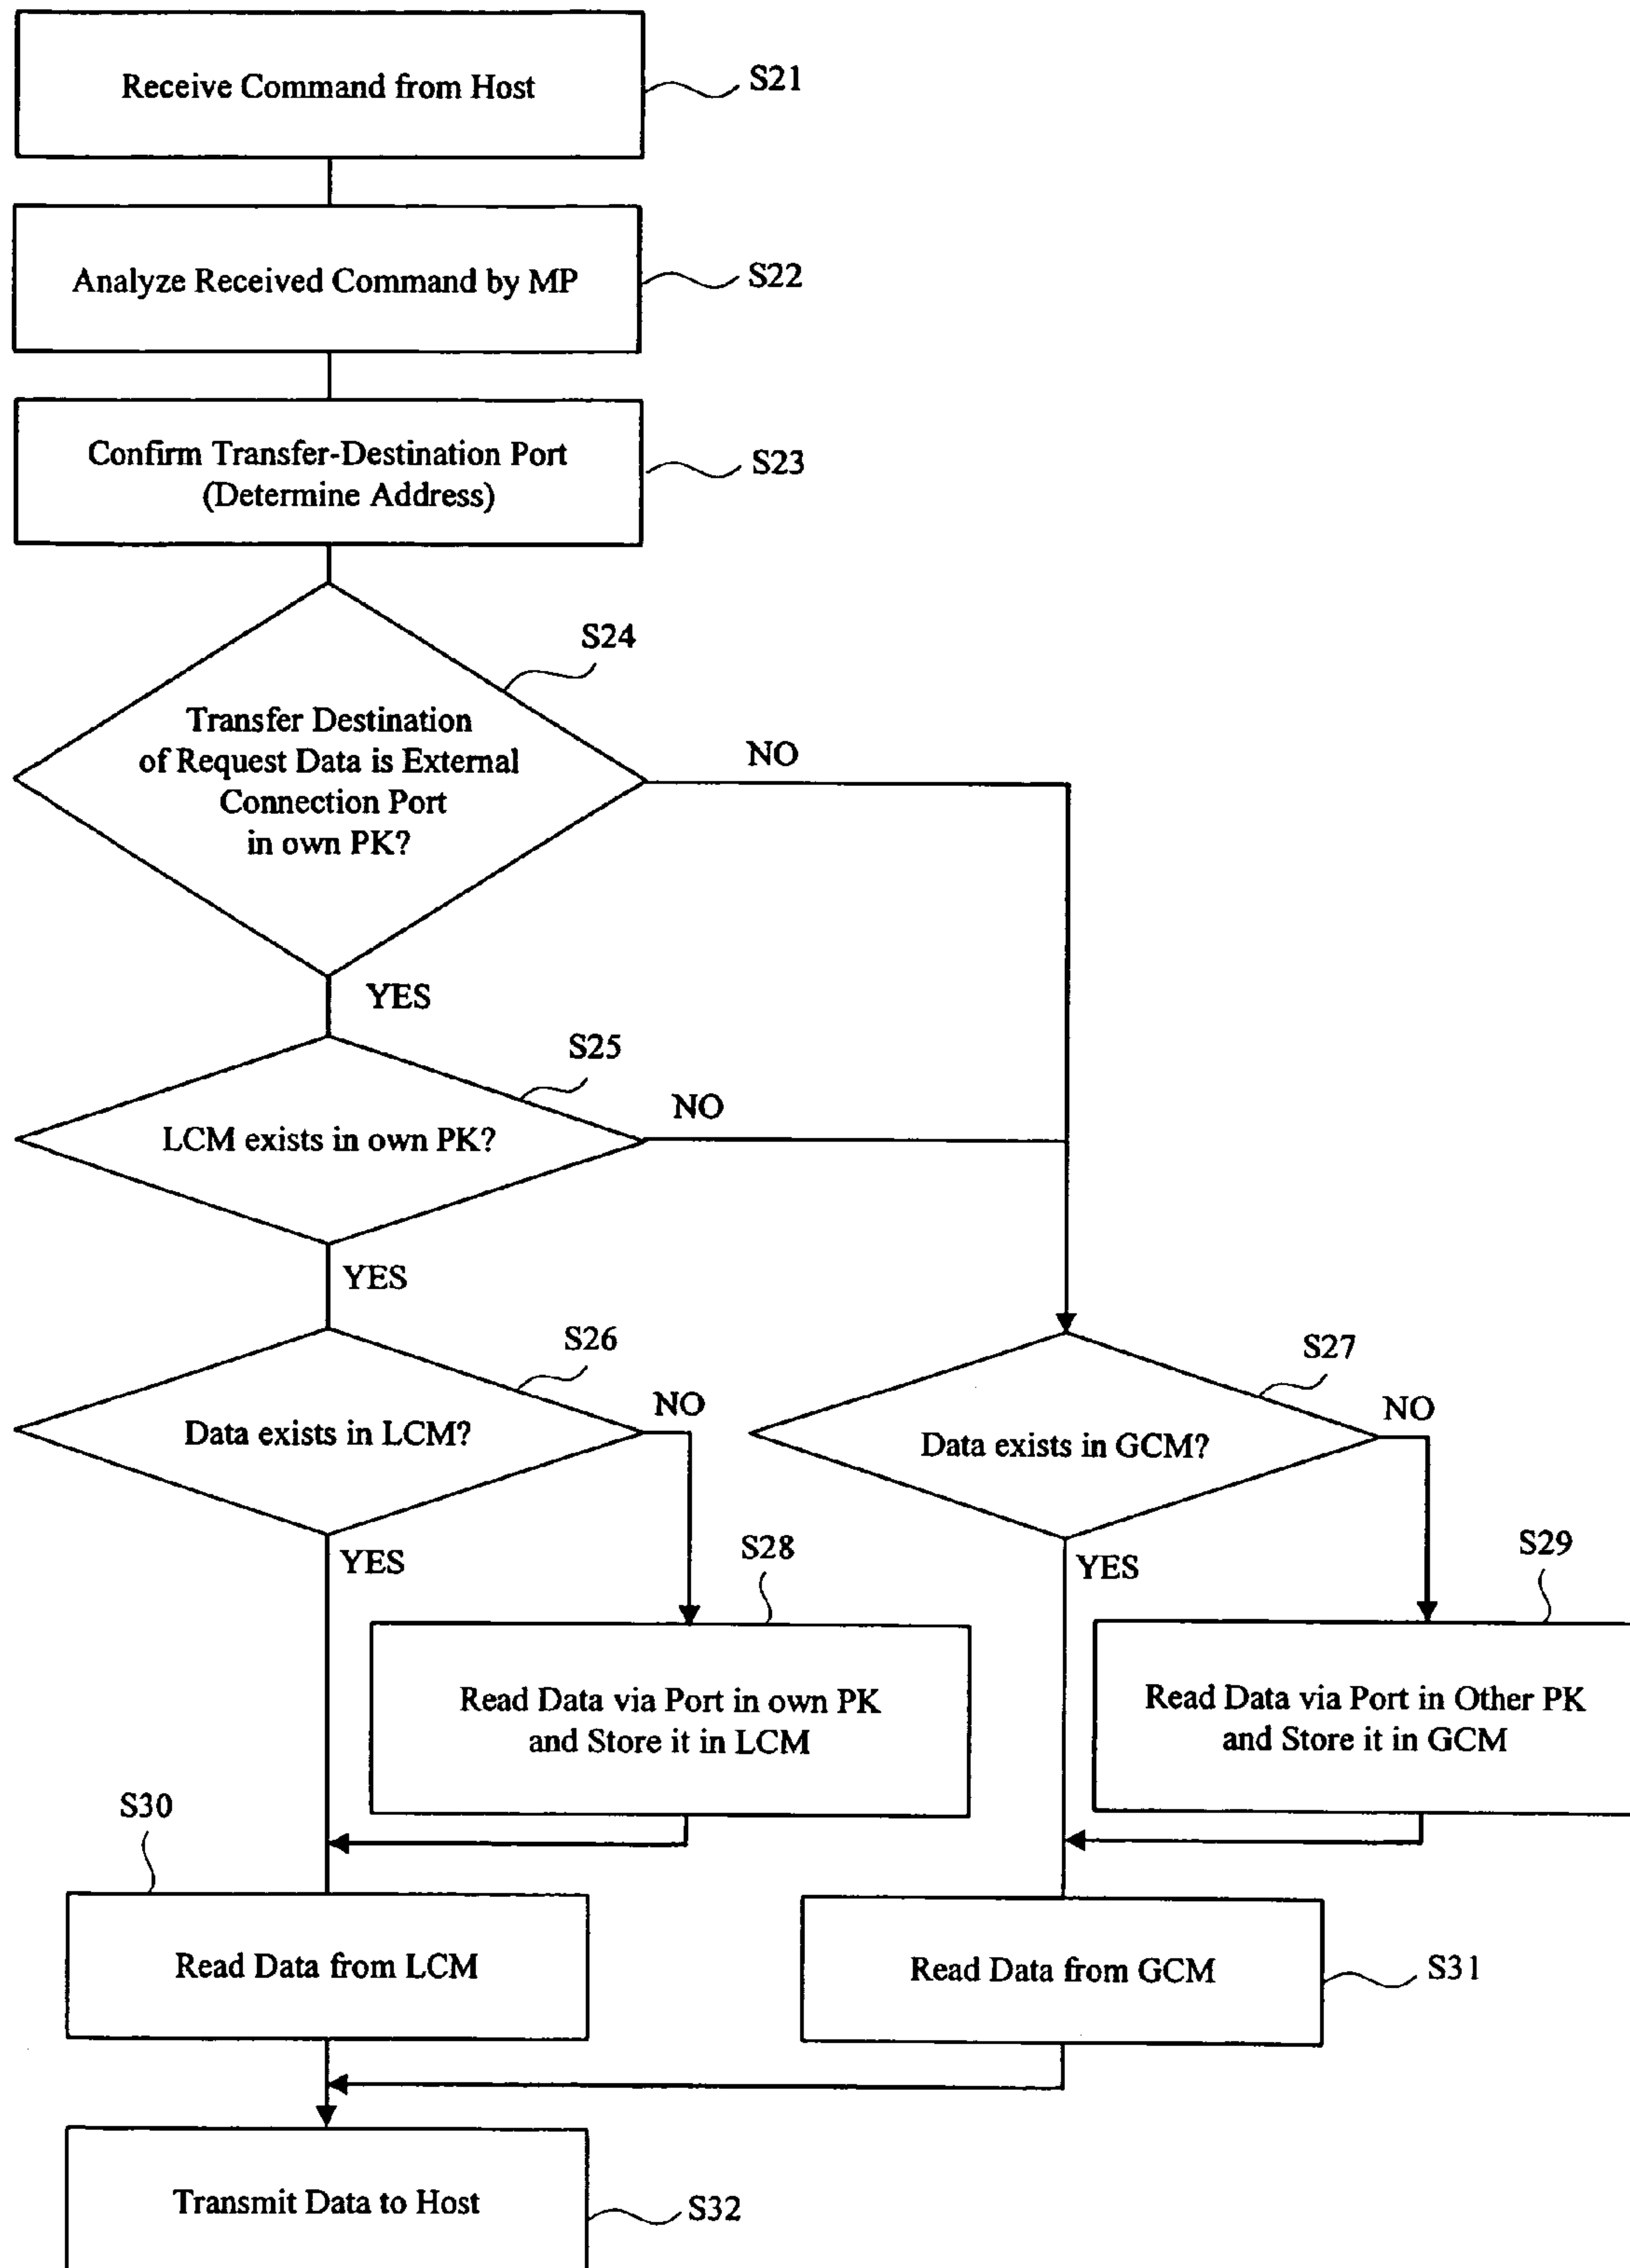 Receive Command from Host
S21
Analyze Received Command by MP
S22
Confirm Transfer-Destination Port
(Determine Address)
S23
S24
Transfer Destination
of Request Data is External
Connection Port
in own PK?
NO
YES
S25
LCM exists in own PK?
NO
YES
S26
Data exists in LCM?
NO
YES
S27
Data exists in GCM?
NO
YES
S28
Read Data via Port in own PK
and Store it in LCM
S29
Read Data via Port in Other PK
and Store it in GCM
S30
Read Data from LCM
Read Data from GCM
S31
Transmit Data to Host
S32